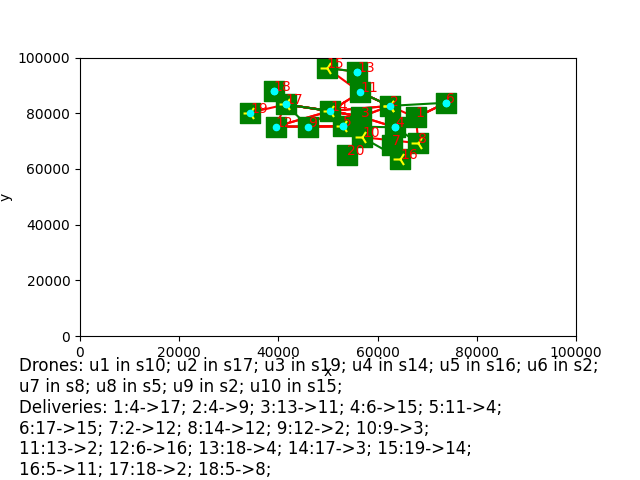 100000
80000
60000
40000
20000
0
y
0 20000 40000 60000 80000 100000
x
Drones: u1 in s10; u2 in s17; u3 in s19; u4 in s14; u5 in s16; u6 in s2;
u7 in s8; u8 in s5; u9 in s2; u10 in s15;
Deliveries: 1:4->17; 2:4->9; 3:13->11; 4:6->15; 5:11->4;
6:17->15; 7:2->12; 8:14->12; 9:12->2; 10:9->3;
11:13->2; 12:6->16; 13:18->4; 14:17->3; 15:19->14;
16:5->11; 17:18->2; 18:5->8;